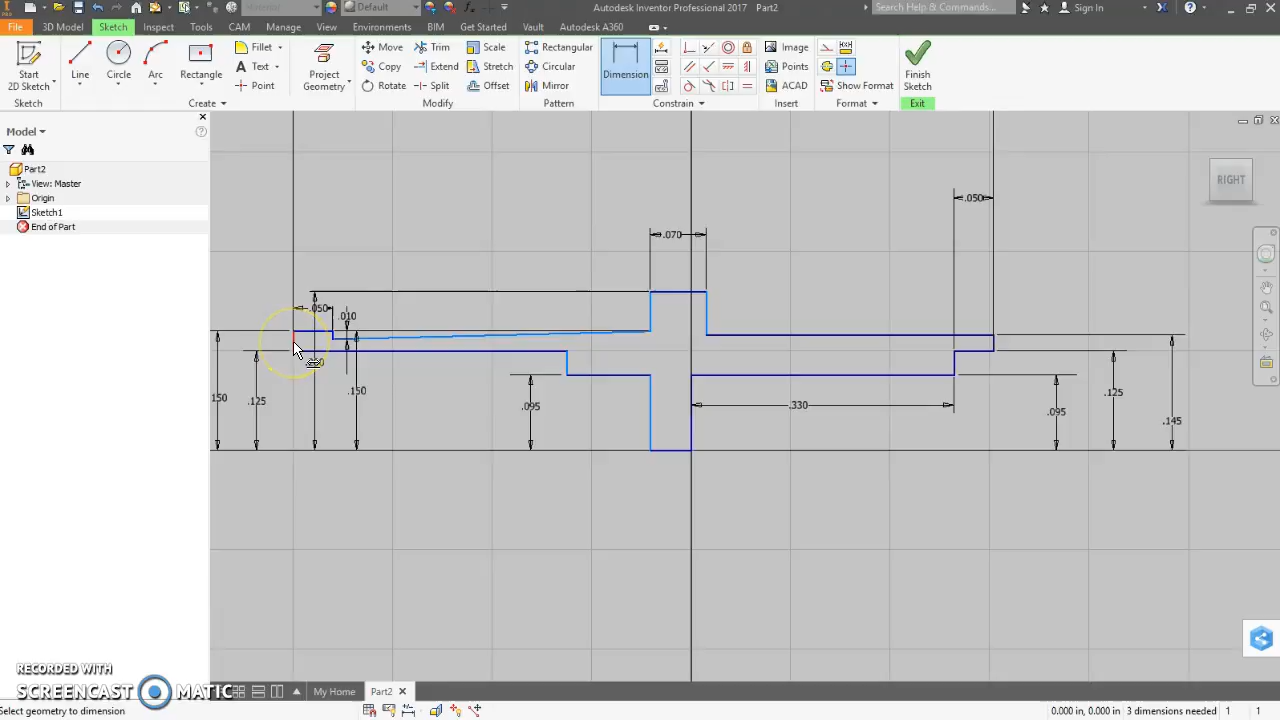 Material
Default
Autodesk Inventor Professional 2017 Part2
Search Help & Commands...
Sign In
File 3D Model Sketch Inspect Tools CAM Manage View Environments BIM Get Started Vault Autodesk A360
Start
2D Sketch
Line
Circle
Arc
Rectangle
Fillet
Text
Point
Project
Geometry
Move
Copy
Rotate
Trim
Extend
Split
Scale
Stretch
Offset
Rectangular
Circular
Mirror
Dimension
Image
Points
ACAD
Show Format
Finish
Sketch
Sketch Create Modify Pattern Constrain Insert Format Exit
Model
Part2
View: Master
Origin
Sketch1
End of Part
RIGHT
.050
.070
.050
.010
.150
.125
.150
.095
.330
.095
.125
.145
RECORDED WITH
SCREENCAST MATIC
My Home Part2
Select geometry to dimension
0.000 in, 0.000 in 3 dimensions needed 1 1